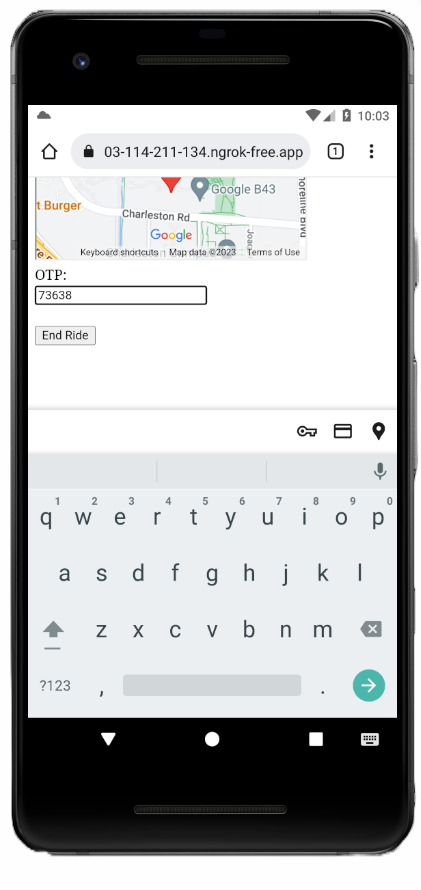 10:03
03-114-211-134.ngrok-free.app 1
Google B43
t Burger
Charleston Rd
Google
Keyboard shortcuts Map data ©2023 Terms of Use
OTP:
73638
End Ride
1 2 3 4 5 6 7 8 9 0
q w e r t y u i o p
a s d f g h j k l
z x c v b n m
?123 , .